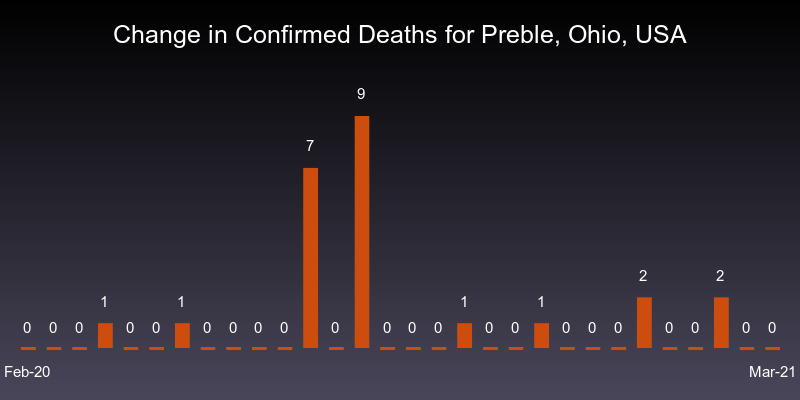 Change in Confirmed Deaths for Preble, Ohio, USA
9
7
2 2
1 1 1 1
0 0 0 0 0 0 0 0 0 0 0 0 0 0 0 0 0 0 0 0 0 0
Feb-20 Mar-21